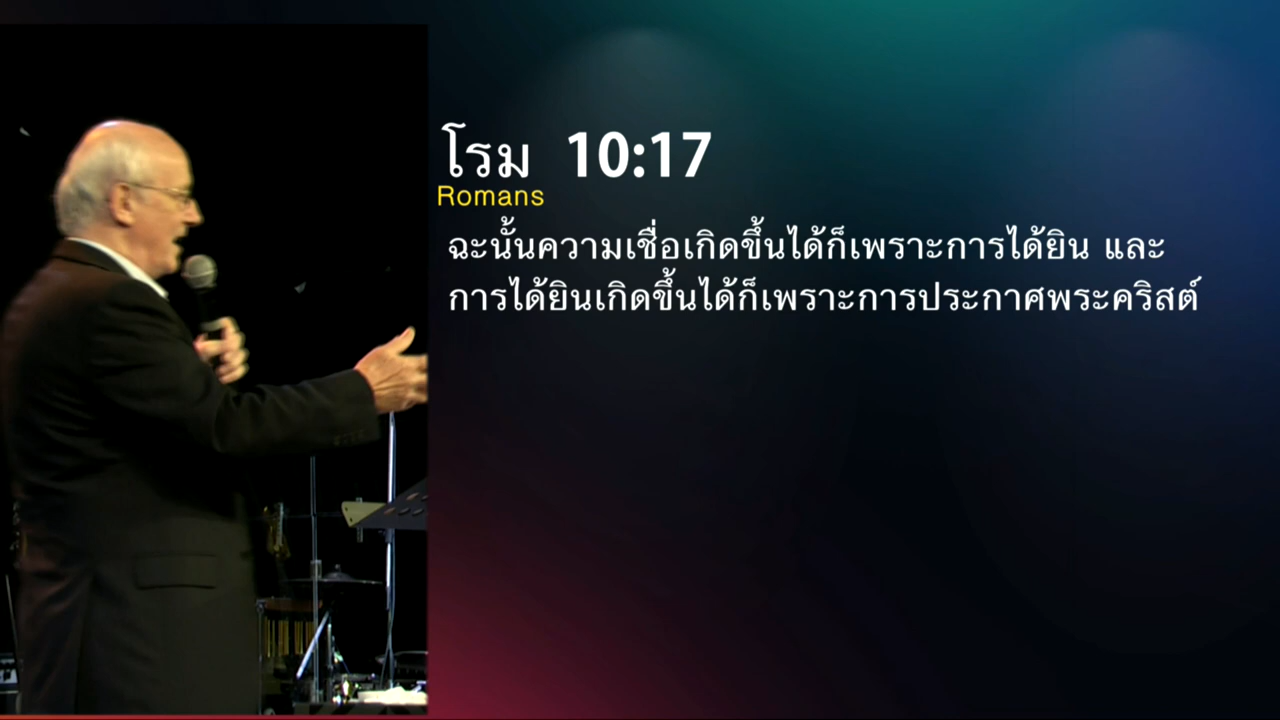 โรม 10:17
Romans
ฉะนั้นความเชื่อเกิดขึ้นได้ก็เพราะการได้ยิน และ
การได้ยินเกิดขึ้นได้ก็เพราะการประกาศพระคริสต์